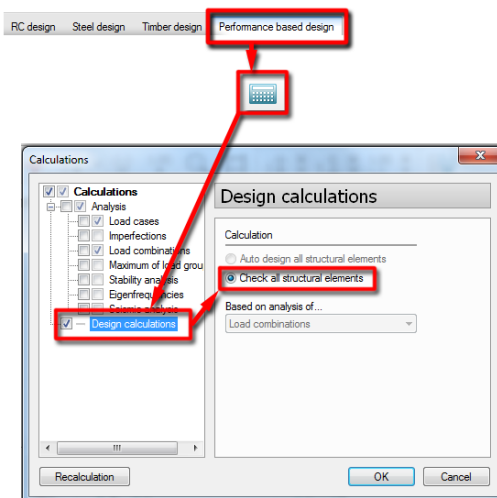 RC design Steel design Timber design Performance based design
Calculations
x
Calculations
Analysis
Load cases
Imperfections
Load combinations
Maximum of load grou
Stability analysis
Eigenfrequencies
Seismic analysis
Design calculations
Design calculations
Calculation
Auto design all structural elements
Check all structural elements
Based on analysis of...
Load combinations
Recalculation
OK
Cancel